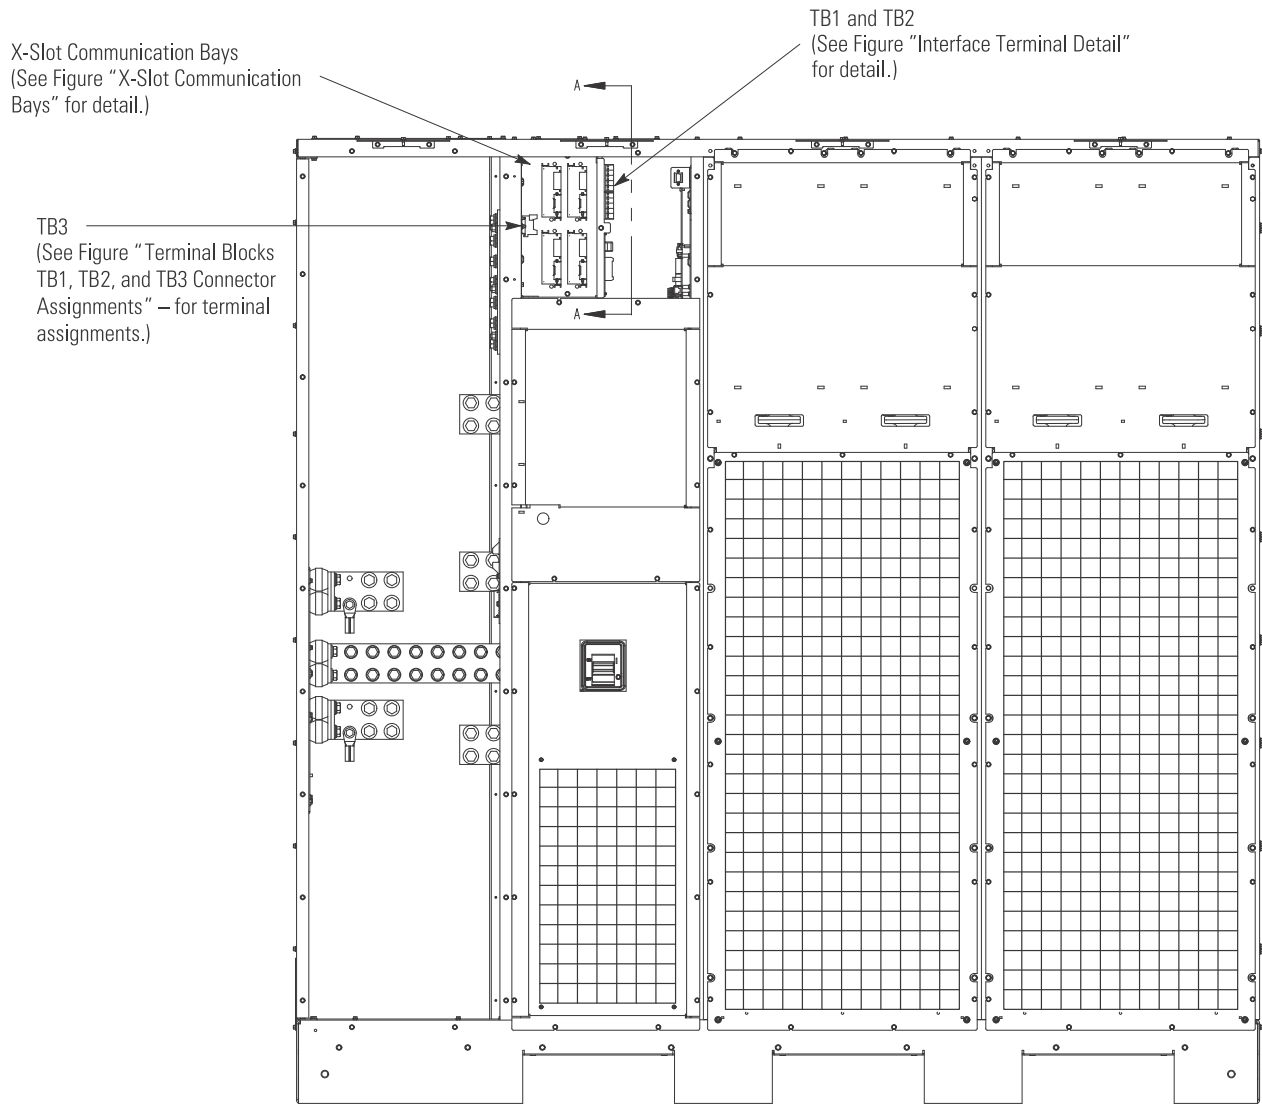 TB1 and TB2
(See Figure “Interface Terminal Detail”
for detail.)
X-Slot Communication Bays
(See Figure “X-Slot Communication
Bays” for detail.)
A
TB3
(See Figure “Terminal Blocks
TB1, TB2, and TB3 Connector
Assignments” – for terminal
assignments.)
A